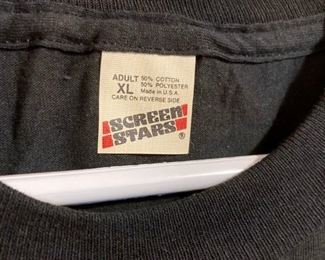 ADULT 50% COTTON
XL 50% POLYESTER
Made in U.S.A.
CARE ON REVERSE SIDE
SCREEN
STARS ®